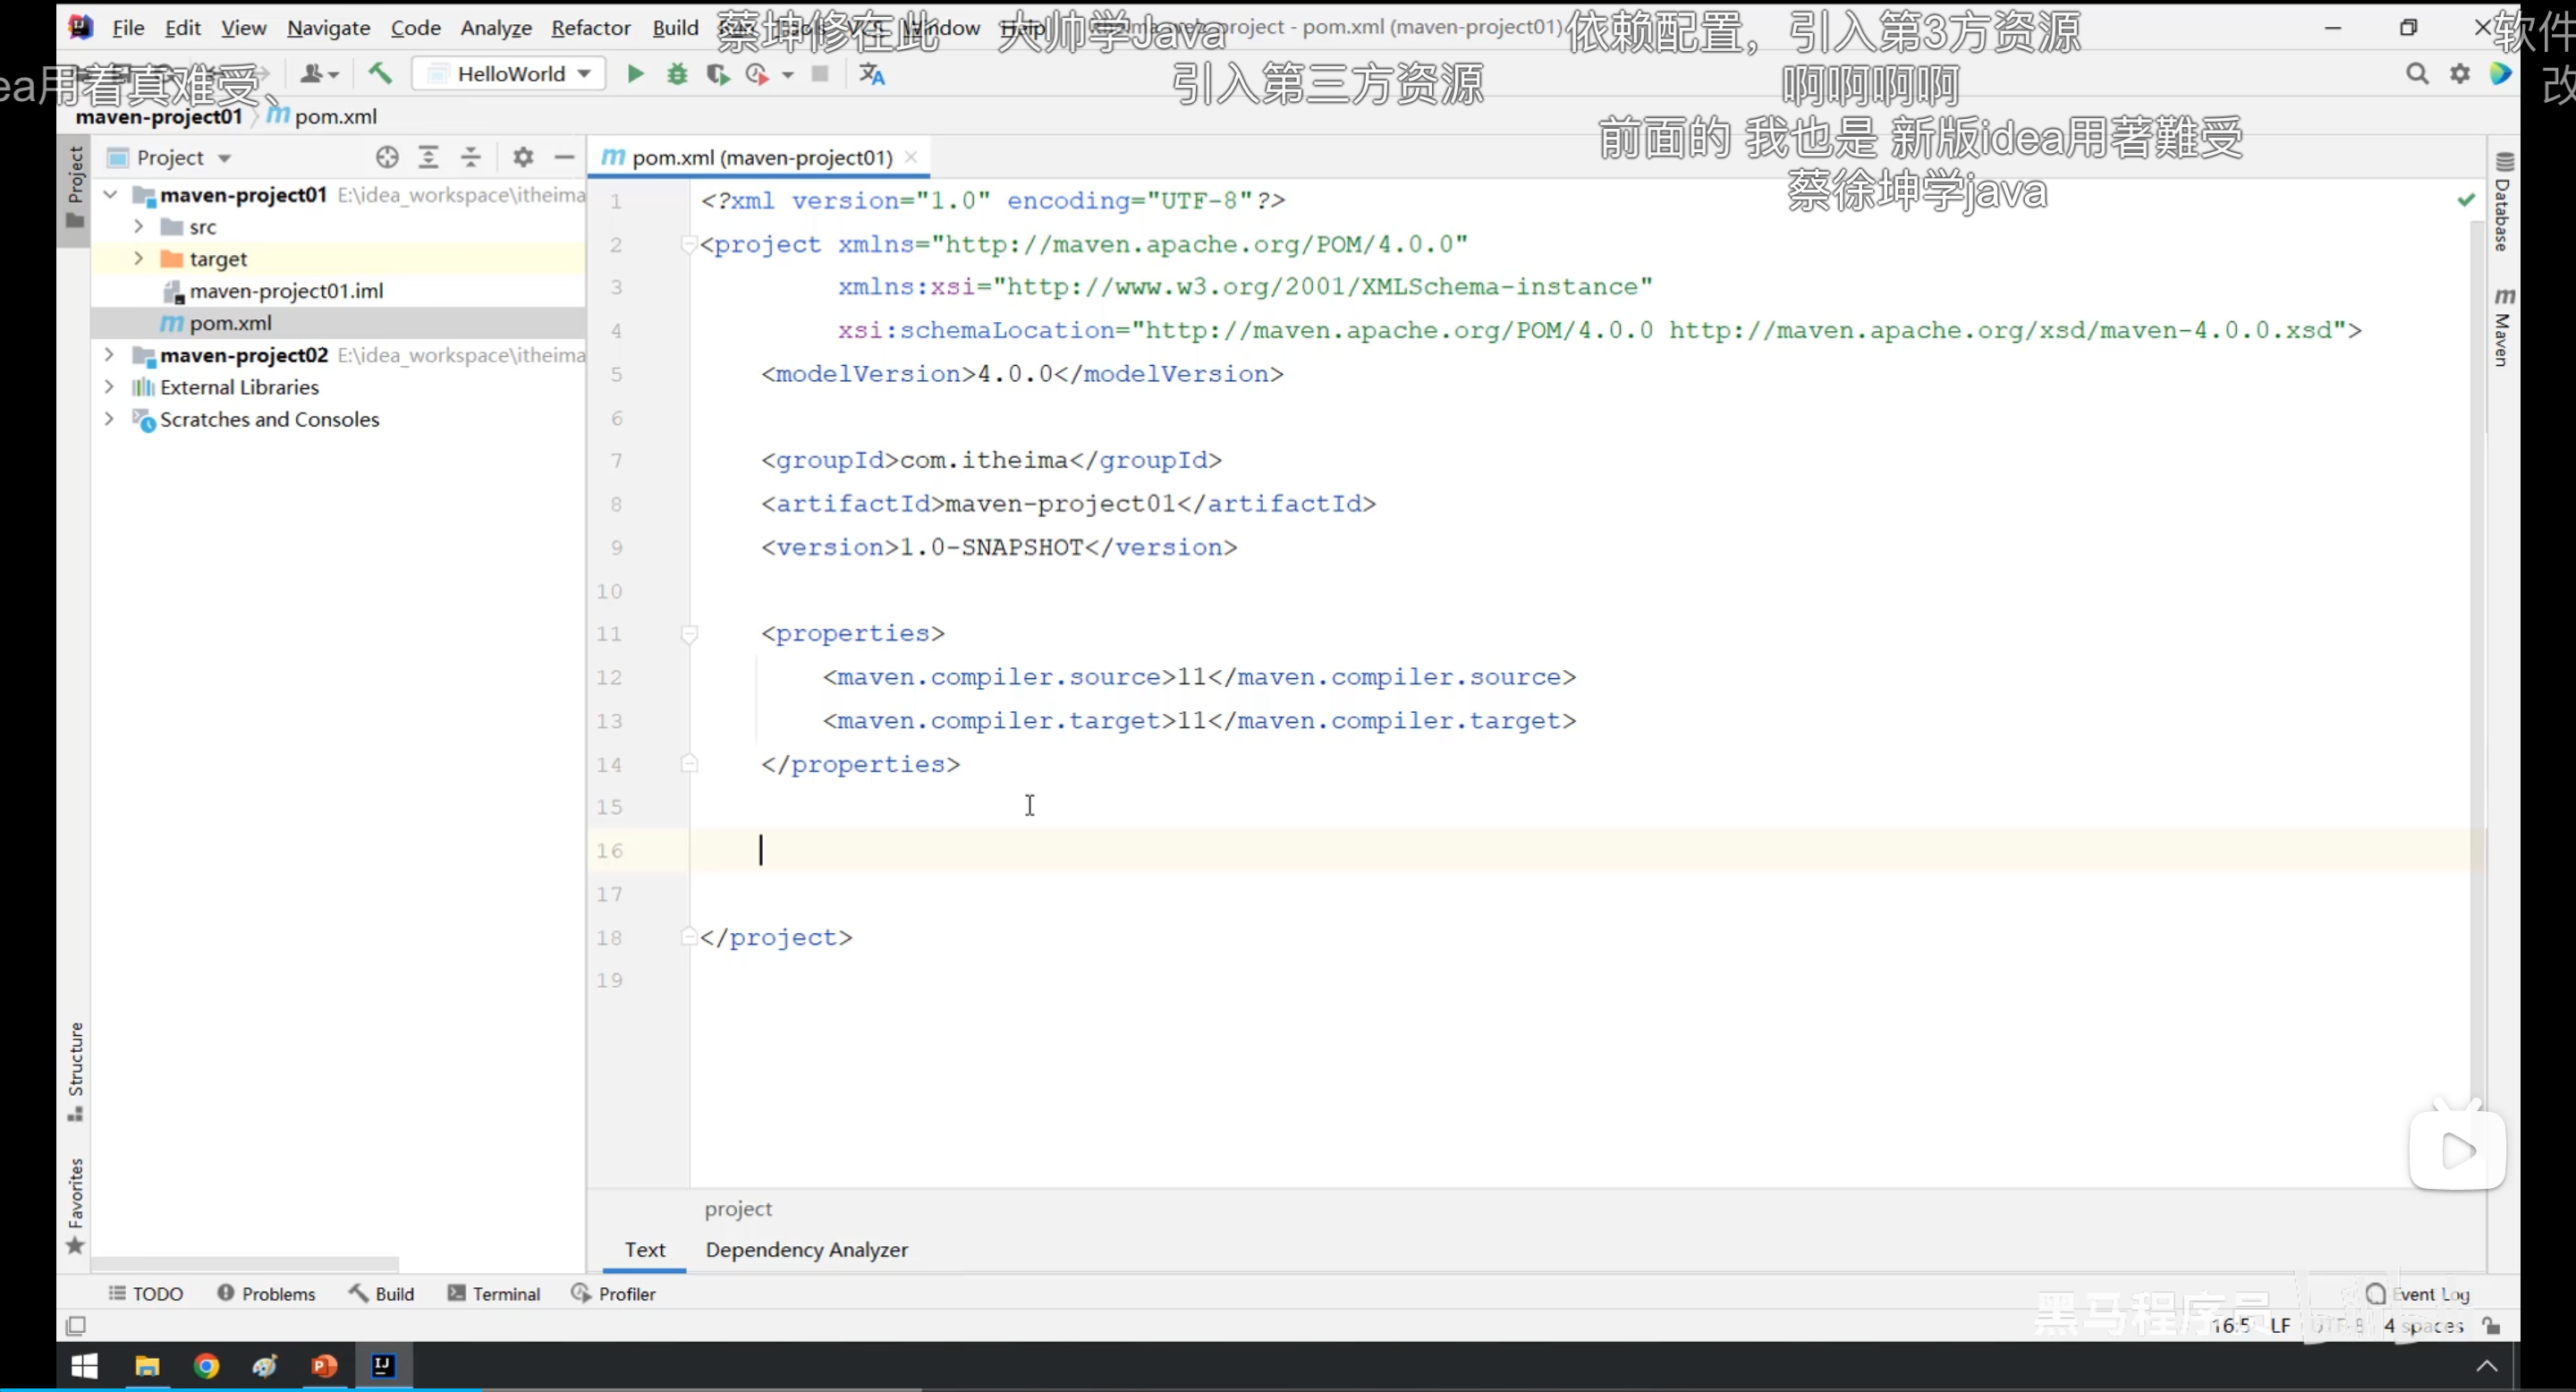 File Edit View Navigate Code Analyze Refactor Build Run Tools VCS Window Help project - pom.xml (maven-project01)
蔡坤修在此 大帅学Java 依赖配置，引入第3方资源 软件
ea用着真难受、 HelloWorld 引入第三方资源 啊啊啊啊 改
前面的 我也是 新版idea用著難受
蔡徐坤学java
maven-project01 pom.xml
Project
pom.xml (maven-project01)
Project
maven-project01 E:\idea_workspace\itheima
src
target
maven-project01.iml
pom.xml
maven-project02 E:\idea_workspace\itheima
External Libraries
Scratches and Consoles
1 <?xml version="1.0" encoding="UTF-8"?>
2 <project xmlns="http://maven.apache.org/POM/4.0.0"
3 xmlns:xsi="http://www.w3.org/2001/XMLSchema-instance"
4 xsi:schemaLocation="http://maven.apache.org/POM/4.0.0 http://maven.apache.org/xsd/maven-4.0.0.xsd">
5 <modelVersion>4.0.0</modelVersion>
6
7 <groupId>com.itheima</groupId>
8 <artifactId>maven-project01</artifactId>
9 <version>1.0-SNAPSHOT</version>
10
11 <properties>
12 <maven.compiler.source>11</maven.compiler.source>
13 <maven.compiler.target>11</maven.compiler.target>
14 </properties>
15
16
17
18 </project>
19
Database
Maven
Structure
Favorites
project
Text Dependency Analyzer
TODO Problems Build Terminal Profiler Event Log
黑马程序员
16:5 LF UTF-8 4 spaces